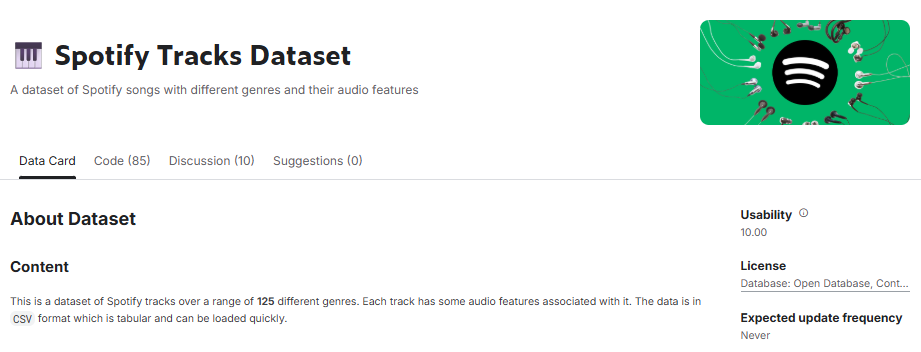 Spotify Tracks Dataset
A dataset of Spotify songs with different genres and their audio features
Data Card
Code (85)
Discussion (10)
Suggestions (0)
About Dataset
Content
This is a dataset of Spotify tracks over a range of 125 different genres. Each track has some audio features associated with it. The data is in
CSV format which is tabular and can be loaded quickly.
Usability
10.00
License
Database: Open Database, Cont...
Expected update frequency
Never